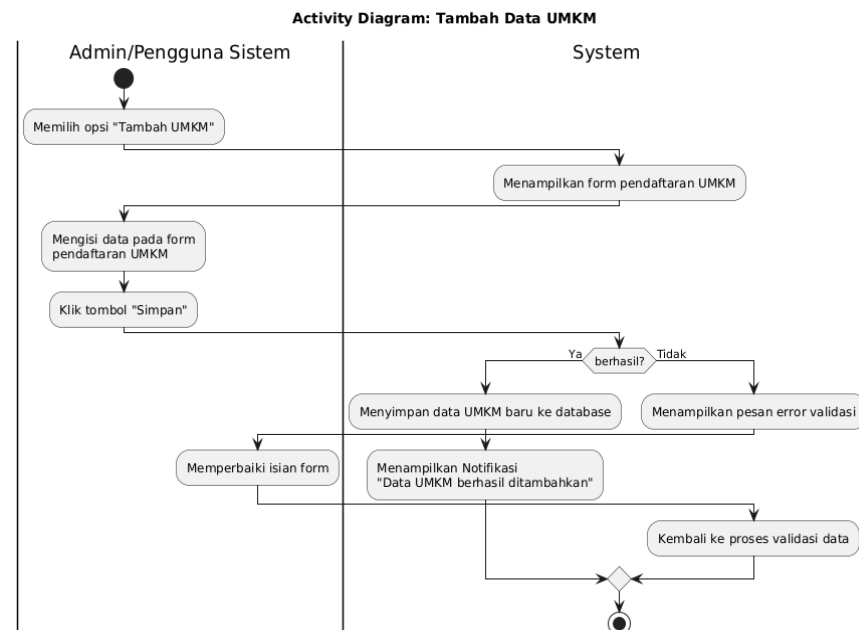 Activity Diagram: Tambah Data UMKM
Admin/Pengguna Sistem
System
Memilih opsi "Tambah UMKM"
Menampilkan form pendaftaran UMKM
Mengisi data pada form
pendaftaran UMKM
Klik tombol "Simpan"
berhasil?
Ya
Tidak
Menyimpan data UMKM baru ke database
Menampilkan pesan error validasi
Memperbaiki isian form
Menampilkan Notifikasi
"Data UMKM berhasil ditambahkan"
Kembali ke proses validasi data